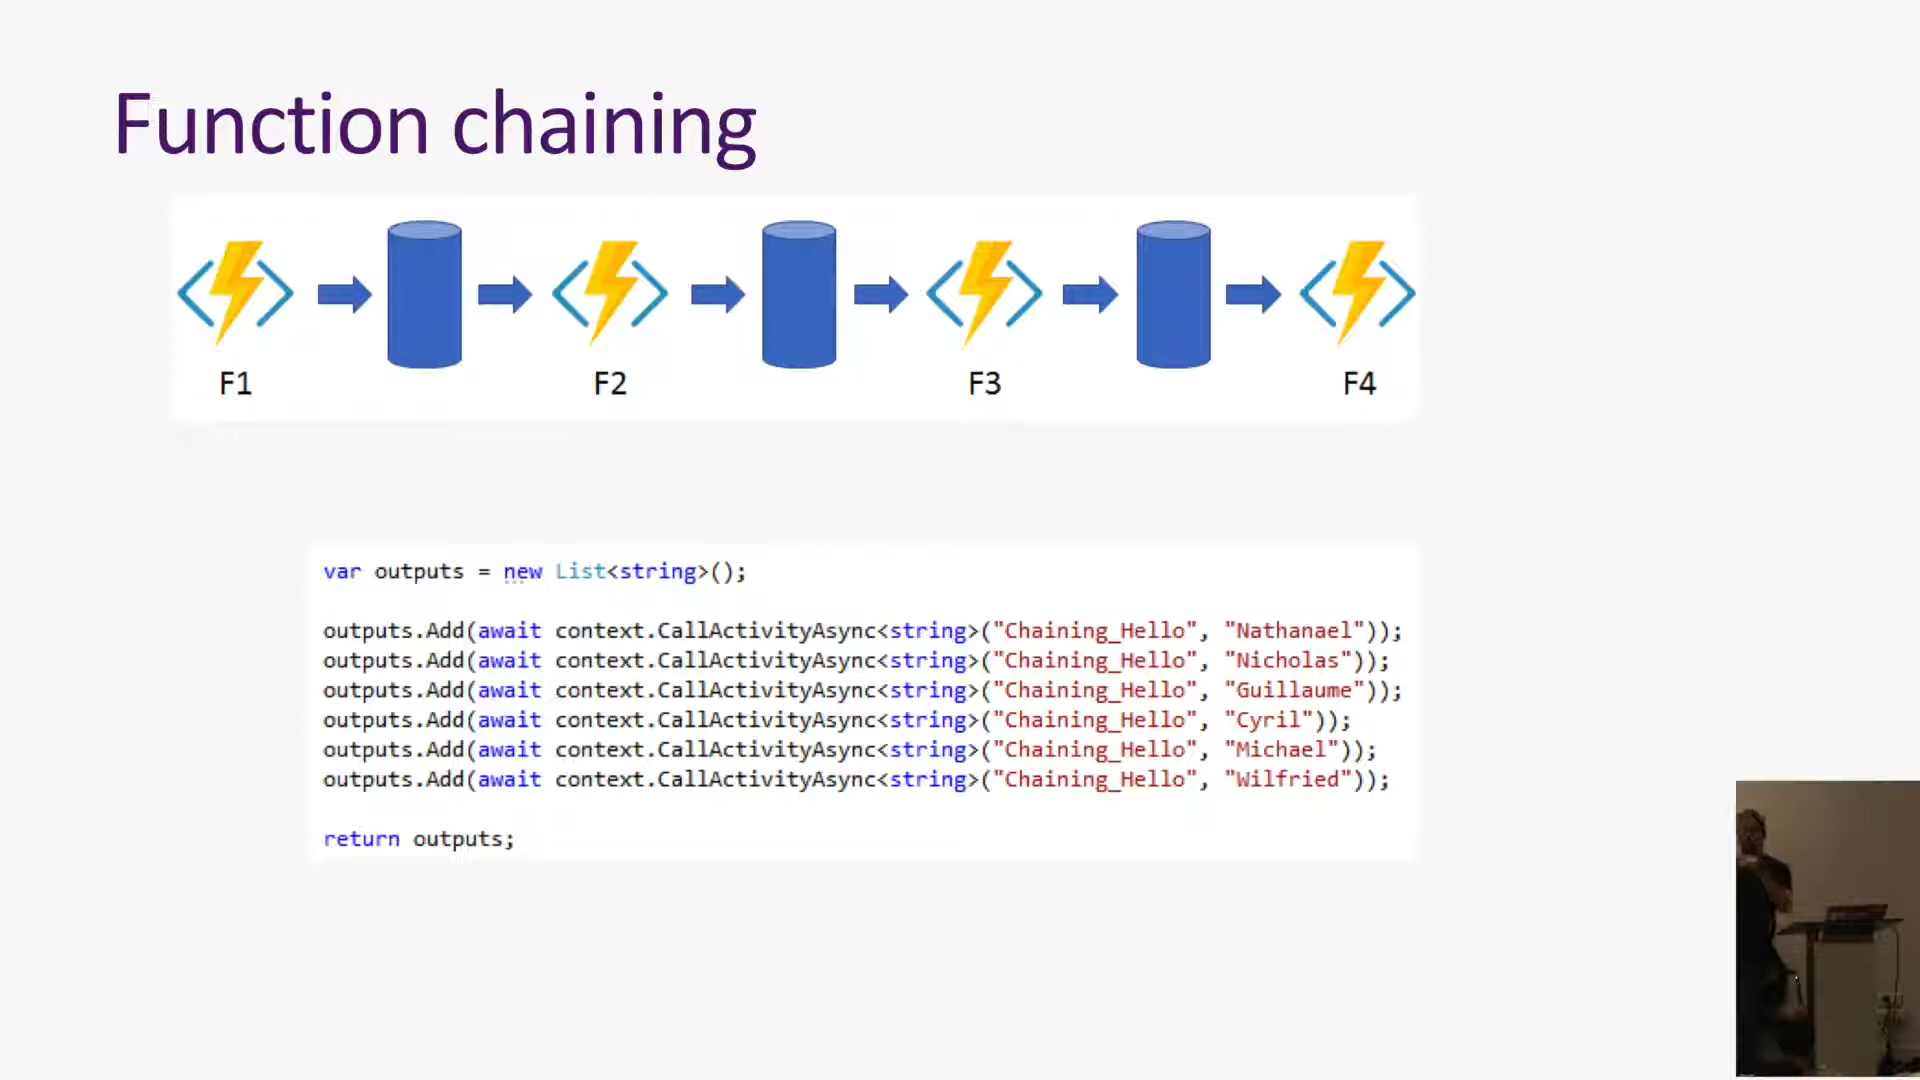 Function chaining
F1 F2 F3 F4
var outputs = new List<string>();
outputs.Add(await context.CallActivityAsync<string>("Chaining_Hello", "Nathanael"));
outputs.Add(await context.CallActivityAsync<string>("Chaining_Hello", "Nicholas"));
outputs.Add(await context.CallActivityAsync<string>("Chaining_Hello", "Guillaume"));
outputs.Add(await context.CallActivityAsync<string>("Chaining_Hello", "Cyril"));
outputs.Add(await context.CallActivityAsync<string>("Chaining_Hello", "Michael"));
outputs.Add(await context.CallActivityAsync<string>("Chaining_Hello", "Wilfried"));
return outputs;